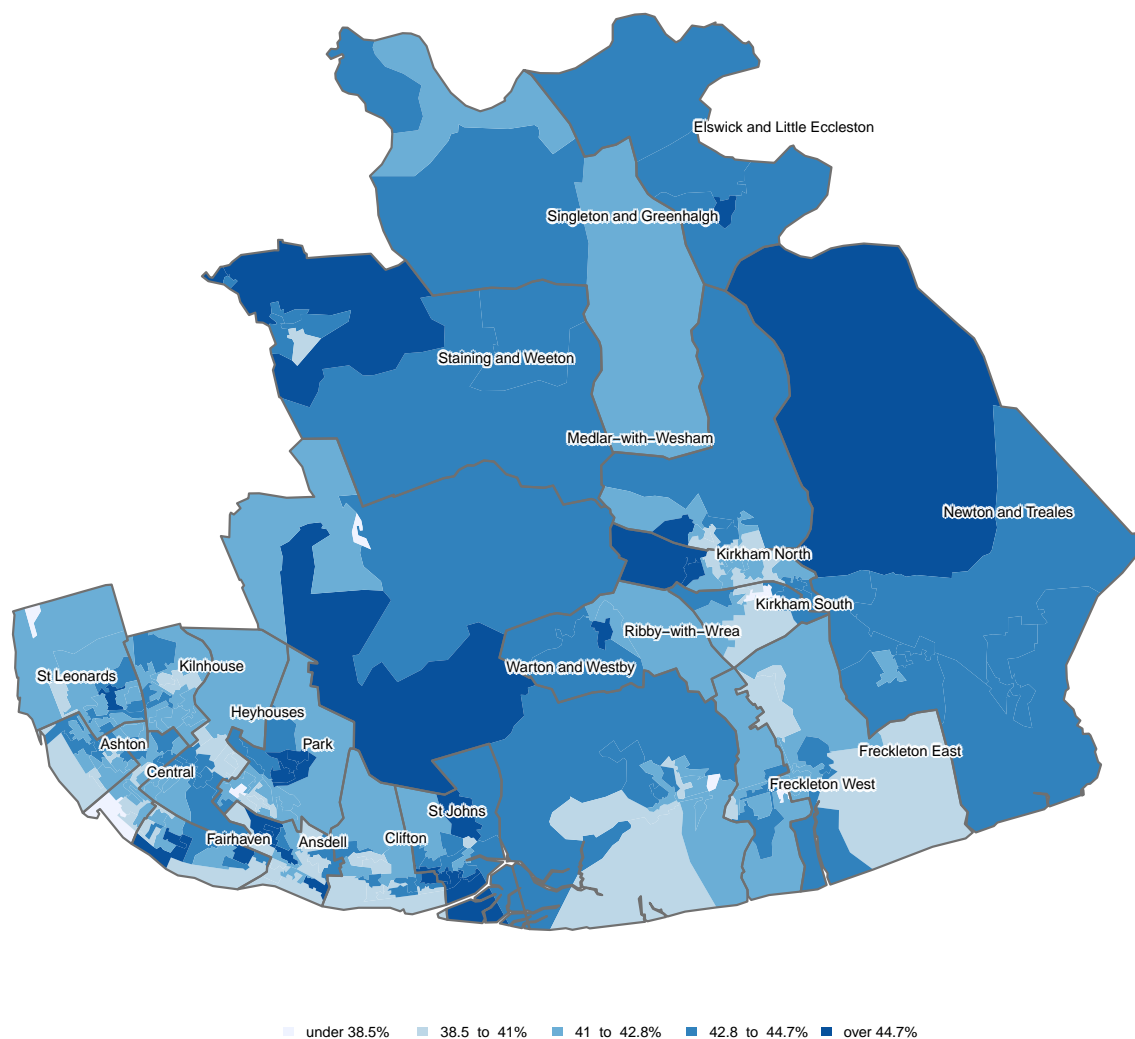 Elswick and Little Eccleston
Singleton and Greenhalgh
Staining and Weeton
Medlar–with–Wesham
Newton and Treales
Kirkham North
Kirkham South
Ribby–with–Wrea
Warton and Westby
Kilnhouse
St Leonards
Heyhouses
Ashton
Park
Freckleton East
Central
Freckleton West
St Johns
Fairhaven
Ansdell
Clifton
under 38.5% 38.5 to 41% 41 to 42.8% 42.8 to 44.7% over 44.7%